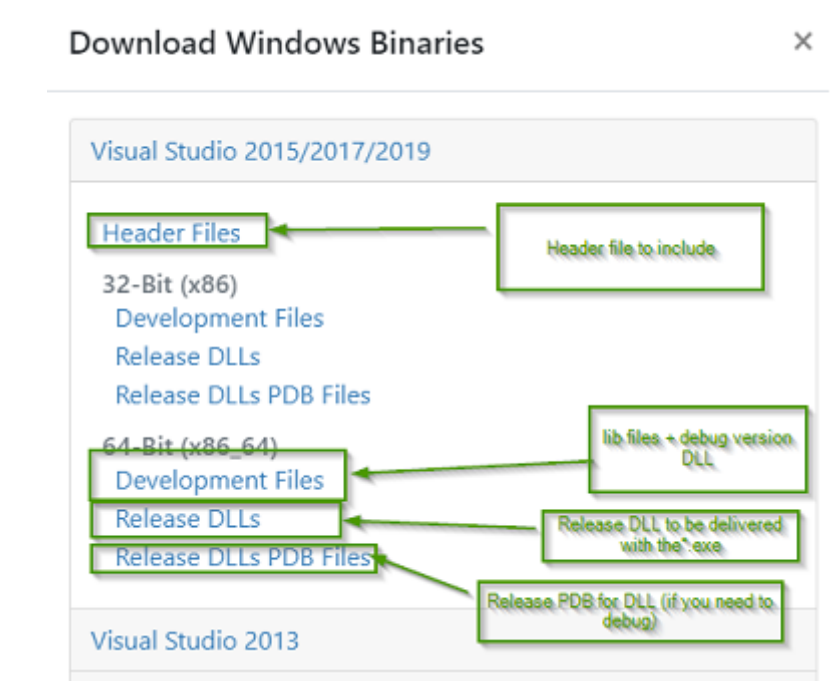 Download Windows Binaries ×
Visual Studio 2015/2017/2019
Header Files
Header file to include
32-Bit (x86)
Development Files
Release DLLs
Release DLLs PDB Files
64-Bit (x86_64)
lib files + debug version
DLL
Development Files
Release DLLs
Release DLL to be delivered
with the*.exe
Release DLLs PDB Files
Release PDB for DLL (if you need to
debug)
Visual Studio 2013